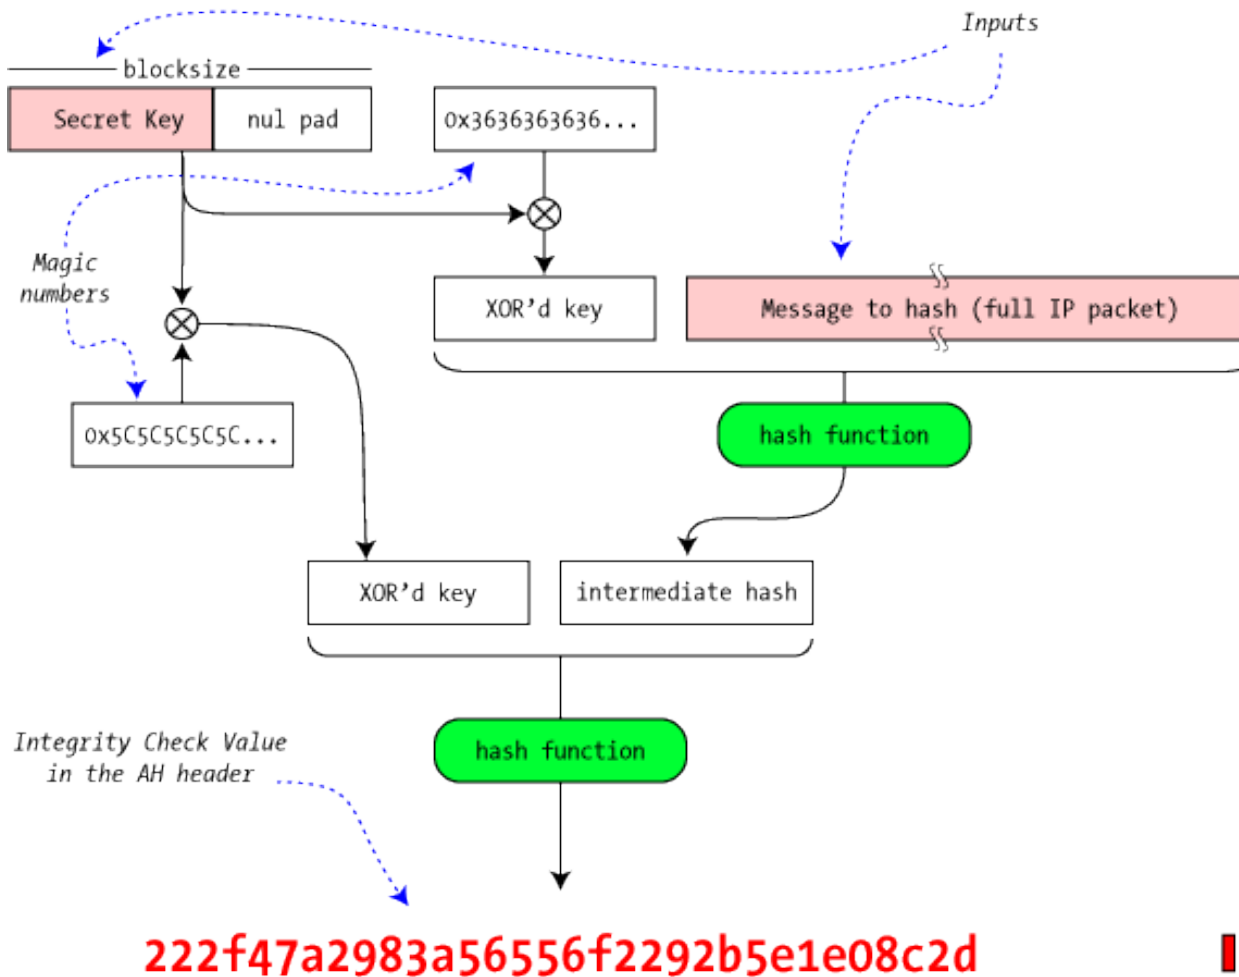 Inputs
blocksize
Secret Key
nul pad
0x3636363636...
Magic
numbers
XOR'd key
Message to hash (full IP packet)
0x5C5C5C5C5C...
hash function
XOR'd key
intermediate hash
Integrity Check Value
in the AH header
hash function
222f47a2983a56556f2292b5e1e08c2d